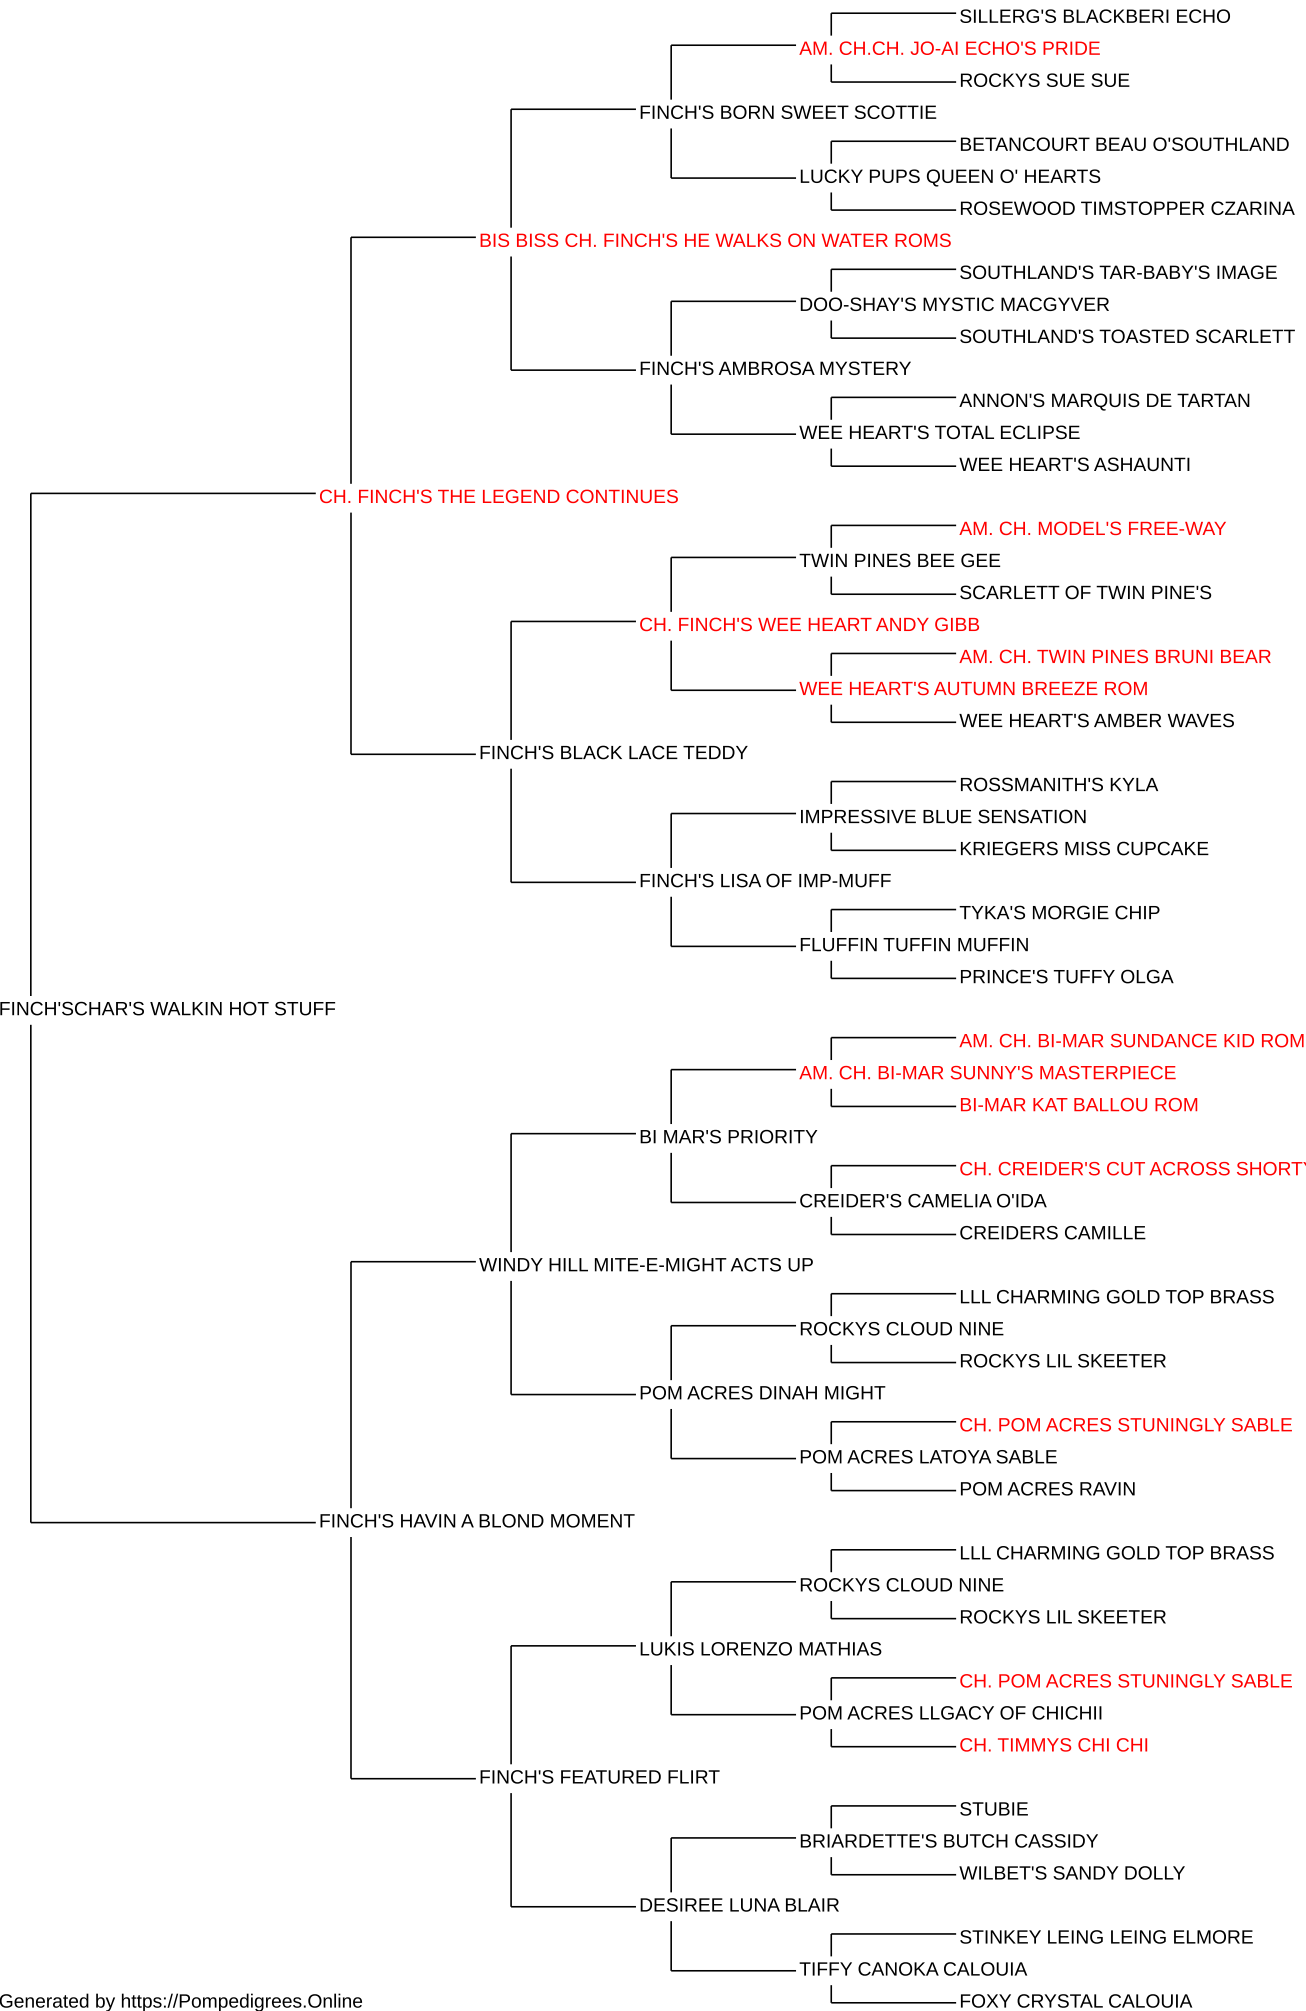 SILLERG'S BLACKBERI ECHO
AM. CH.CH. JO-AI ECHO'S PRIDE
ROCKYS SUE SUE
FINCH'S BORN SWEET SCOTTIE
BETANCOURT BEAU O'SOUTHLAND
LUCKY PUPS QUEEN O' HEARTS
ROSEWOOD TIMSTOPPER CZARINA
BIS BISS CH. FINCH'S HE WALKS ON WATER ROMS
SOUTHLAND'S TAR-BABY'S IMAGE
DOO-SHAY'S MYSTIC MACGYVER
SOUTHLAND'S TOASTED SCARLETT
FINCH'S AMBROSA MYSTERY
ANNON'S MARQUIS DE TARTAN
WEE HEART'S TOTAL ECLIPSE
WEE HEART'S ASHAUNTI
CH. FINCH'S THE LEGEND CONTINUES
AM. CH. MODEL'S FREE-WAY
TWIN PINES BEE GEE
SCARLETT OF TWIN PINE'S
CH. FINCH'S WEE HEART ANDY GIBB
AM. CH. TWIN PINES BRUNI BEAR
WEE HEART'S AUTUMN BREEZE ROM
WEE HEART'S AMBER WAVES
FINCH'S BLACK LACE TEDDY
ROSSMANITH'S KYLA
IMPRESSIVE BLUE SENSATION
KRIEGERS MISS CUPCAKE
FINCH'S LISA OF IMP-MUFF
TYKA'S MORGIE CHIP
FLUFFIN TUFFIN MUFFIN
PRINCE'S TUFFY OLGA
FINCH'SCHAR'S WALKIN HOT STUFF
AM. CH. BI-MAR SUNDANCE KID ROM
AM. CH. BI-MAR SUNNY'S MASTERPIECE
BI-MAR KAT BALLOU ROM
BI MAR'S PRIORITY
CH. CREIDER'S CUT ACROSS SHORTY
CREIDER'S CAMELIA O'IDA
CREIDERS CAMILLE
WINDY HILL MITE-E-MIGHT ACTS UP
LLL CHARMING GOLD TOP BRASS
ROCKYS CLOUD NINE
ROCKYS LIL SKEETER
POM ACRES DINAH MIGHT
CH. POM ACRES STUNINGLY SABLE
POM ACRES LATOYA SABLE
POM ACRES RAVIN
FINCH'S HAVIN A BLOND MOMENT
LLL CHARMING GOLD TOP BRASS
ROCKYS CLOUD NINE
ROCKYS LIL SKEETER
LUKIS LORENZO MATHIAS
CH. POM ACRES STUNINGLY SABLE
POM ACRES LLGACY OF CHICHII
CH. TIMMYS CHI CHI
FINCH'S FEATURED FLIRT
STUBIE
BRIARDETTE'S BUTCH CASSIDY
WILBET'S SANDY DOLLY
DESIREE LUNA BLAIR
STINKEY LEING LEING ELMORE
TIFFY CANOKA CALOUIA
FOXY CRYSTAL CALOUIA
Generated by https://Pompedigrees.Online